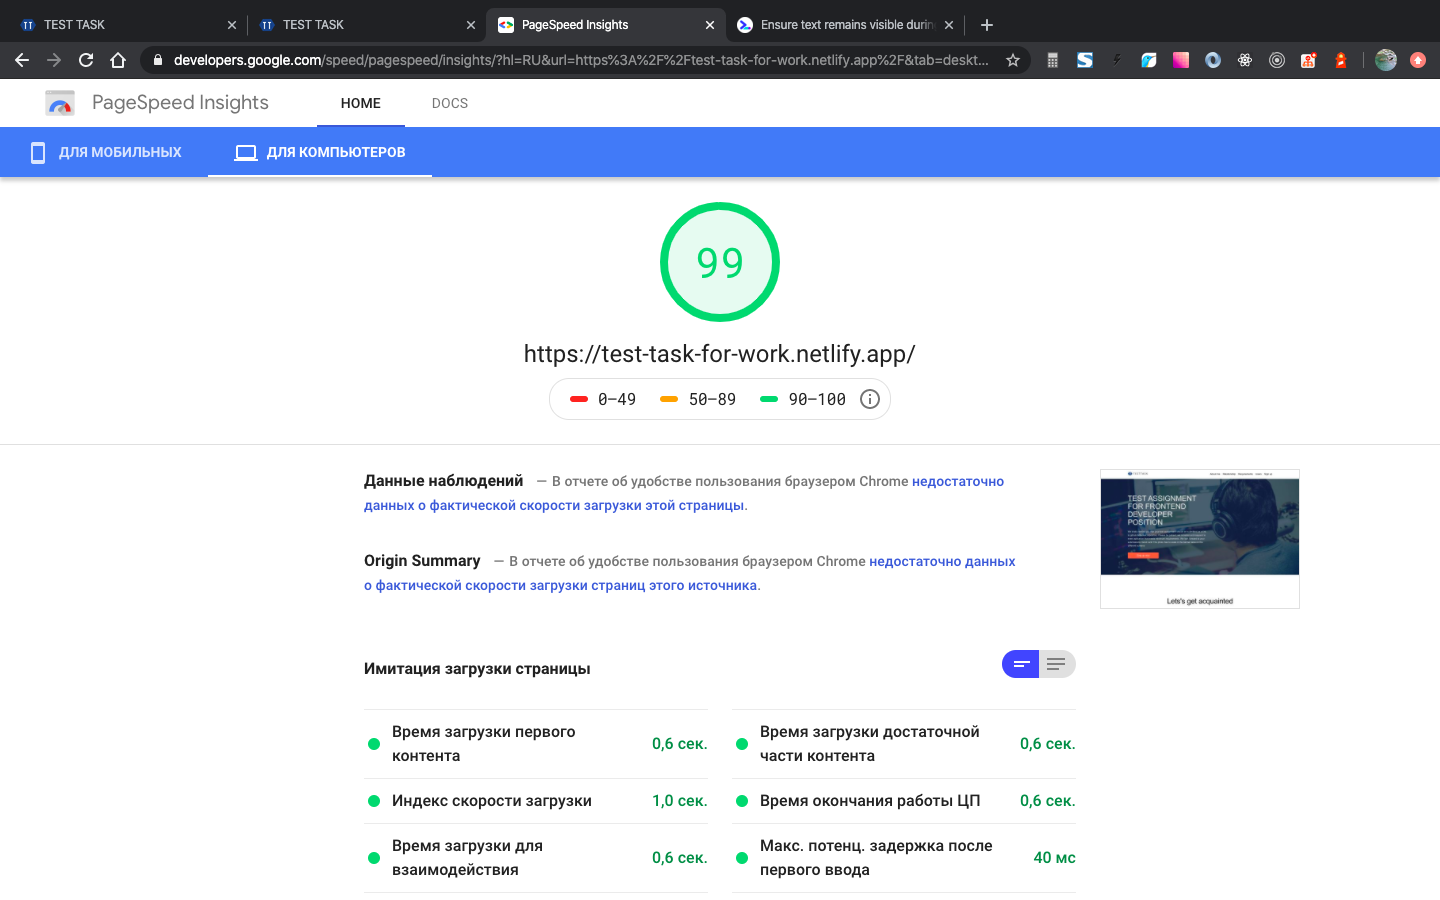 TEST TASK
TEST TASK
PageSpeed Insights
Ensure text remains visible durin
developers.google.com/speed/pagespeed/insights/?hl=RU&url=https%3A%2F%2Ftest-task-for-work.netlify.app%2F&tab=deskt...
PageSpeed Insights
HOME
DOCS
ДЛЯ МОБИЛЬНЫХ
ДЛЯ КОМПЬЮТЕРОВ
99
https://test-task-for-work.netlify.app/
0–49
50–89
90–100
Данные наблюдений — В отчете об удобстве пользования браузером Chrome недостаточно
данных о фактической скорости загрузки этой страницы.
Origin Summary — В отчете об удобстве пользования браузером Chrome недостаточно данных
о фактической скорости загрузки страниц этого источника.
TEST ASSIGNMENT
FOR FRONTEND
DEVELOPER
POSITION
Lets's get acquainted
Имитация загрузки страницы
Время загрузки первого
контента
0,6 сек.
Время загрузки достаточной
части контента
0,6 сек.
Индекс скорости загрузки
1,0 сек.
Время окончания работы ЦП
0,6 сек.
Время загрузки для
взаимодействия
0,6 сек.
Макс. потенц. задержка после
первого ввода
40 мс